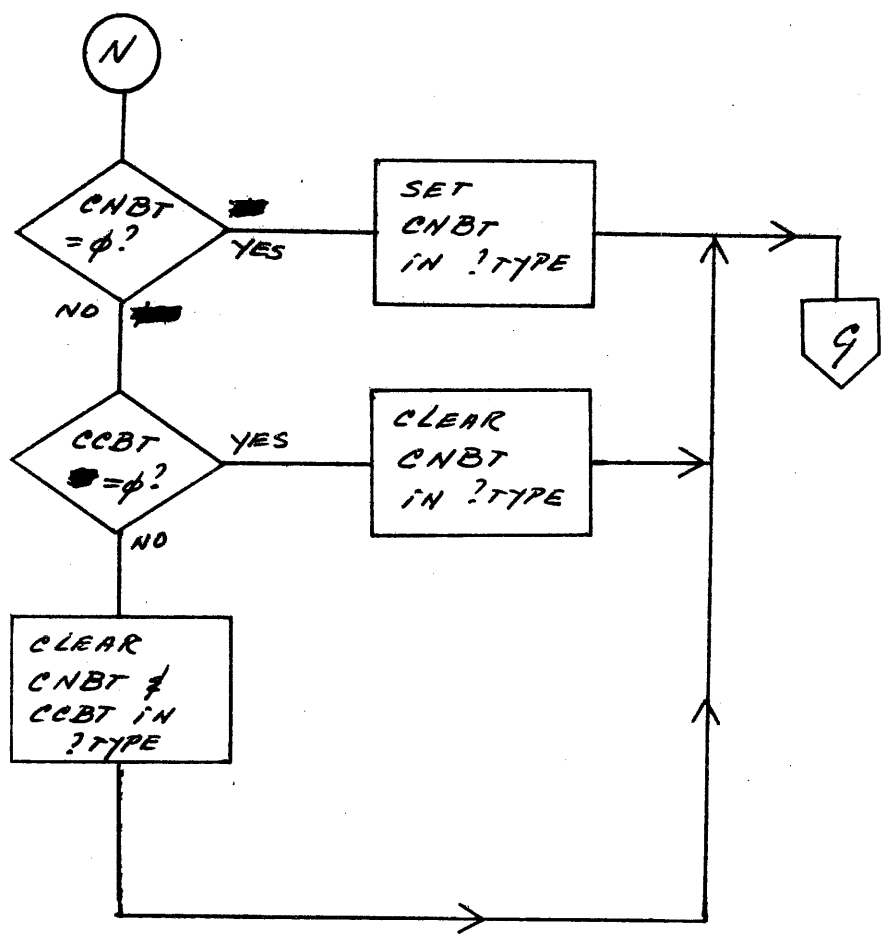 N
CNBT
=φ?
YES
NO
SET
CNBT
IN ?TYPE
G
CCBT
=φ?
YES
NO
CLEAR
CNBT
IN ?TYPE
CLEAR
CNBT &
CCBT IN
?TYPE